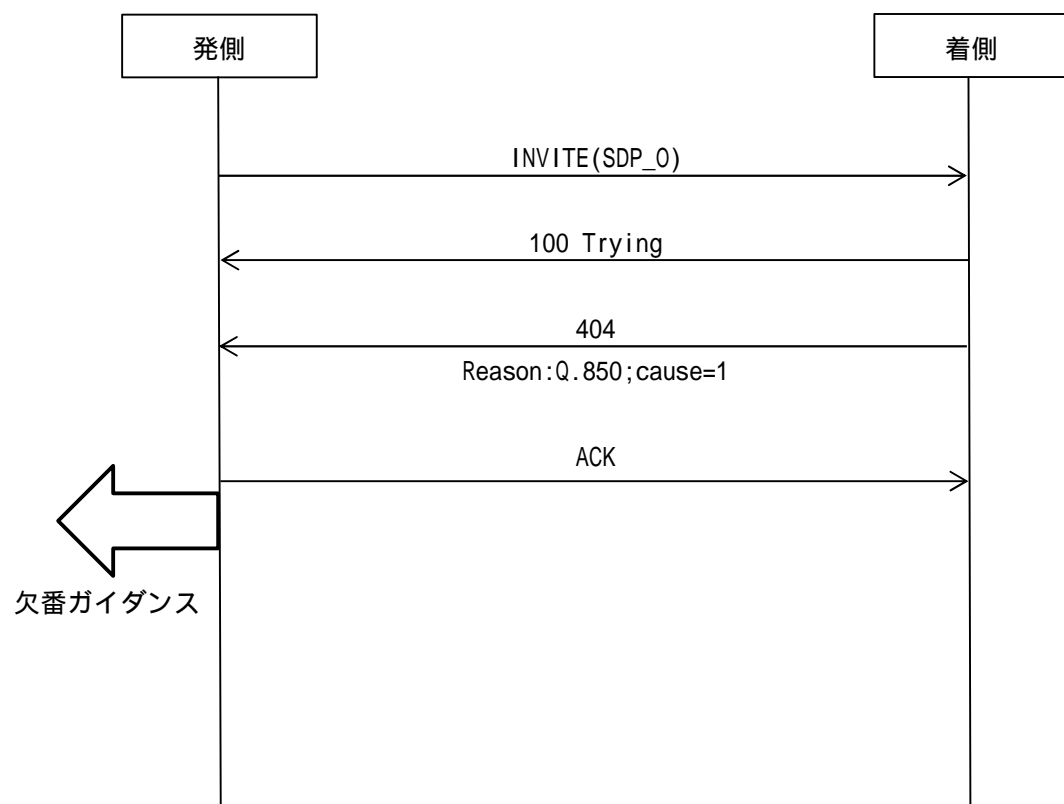 発側
着側
INVITE(SDP_O)
100 Trying
404
Reason:Q.850;cause=1
ACK
欠番ガイダンス